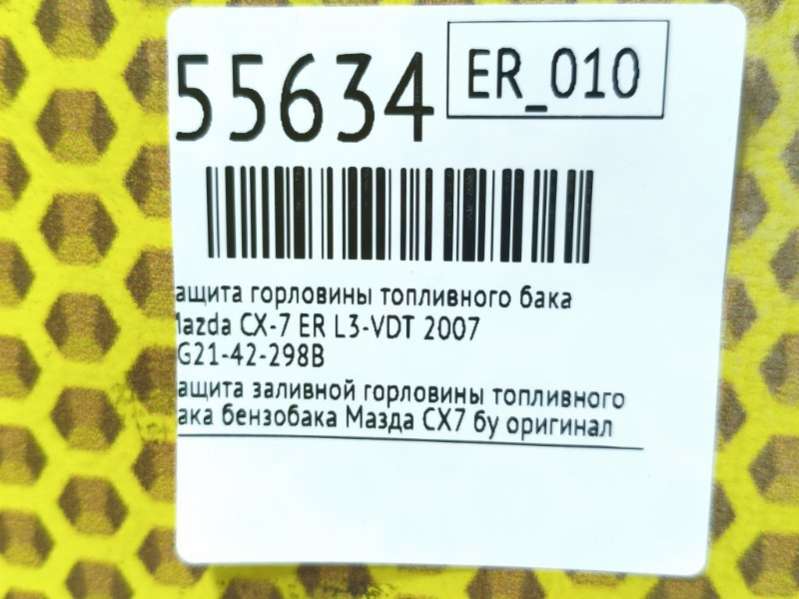 55634
ER_010
ащита горловины топливного бака
Mazda CX-7 ER L3-VDT 2007
G21-42-298B
ащита заливной горловины топливного
ака бензобака Мазда СХ7 бу оригинал